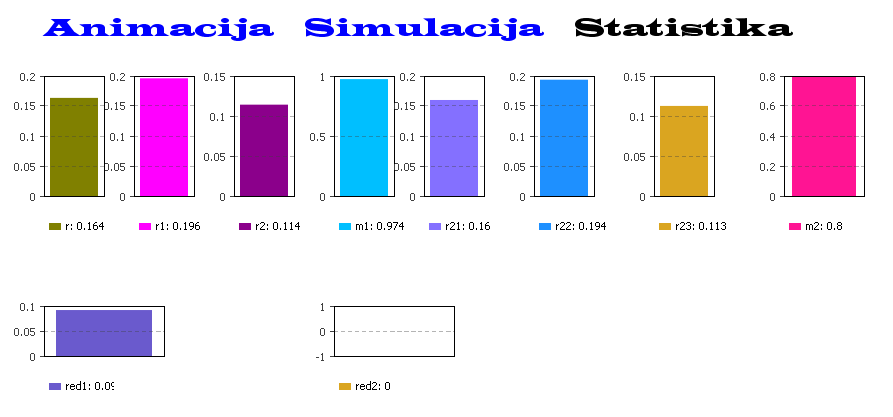 Animacija Simulacija Statistika
0.2 0.2 0.15 1 0.2 0.2 0.15 0.8
0.15 0.15 0.1 0.5 0.15 0.15 0.1 0.6
0.1 0.1 0.05 0 0.1 0.1 0.05 0.4
0.05 0.05 0 0.05 0.05 0 0.2
0 0 0 0 0
r: 0.164 r1: 0.196 r2: 0.114 m1: 0.974 r21: 0.16 r22: 0.194 r23: 0.113 m2: 0.8
0.1 1
0.05 0
0 -1
red1: 0.09 red2: 0